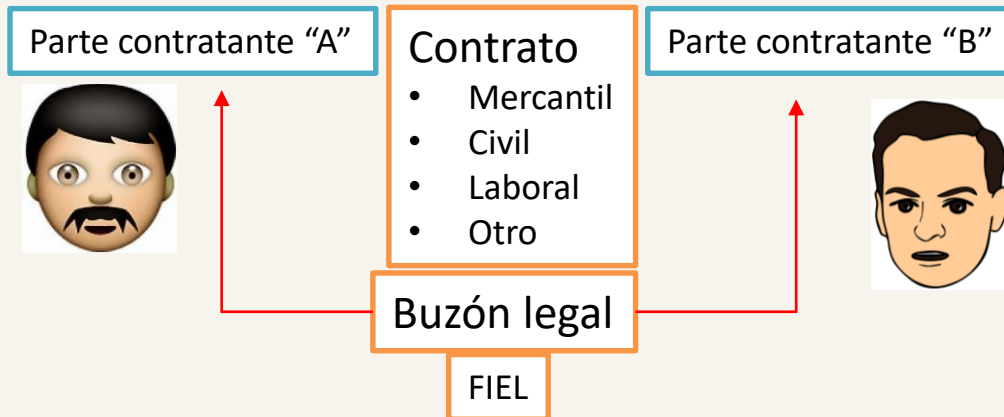 Parte contratante “A”
Contrato
• Mercantil
• Civil
• Laboral
• Otro
Parte contratante “B”
Buzón legal
FIEL